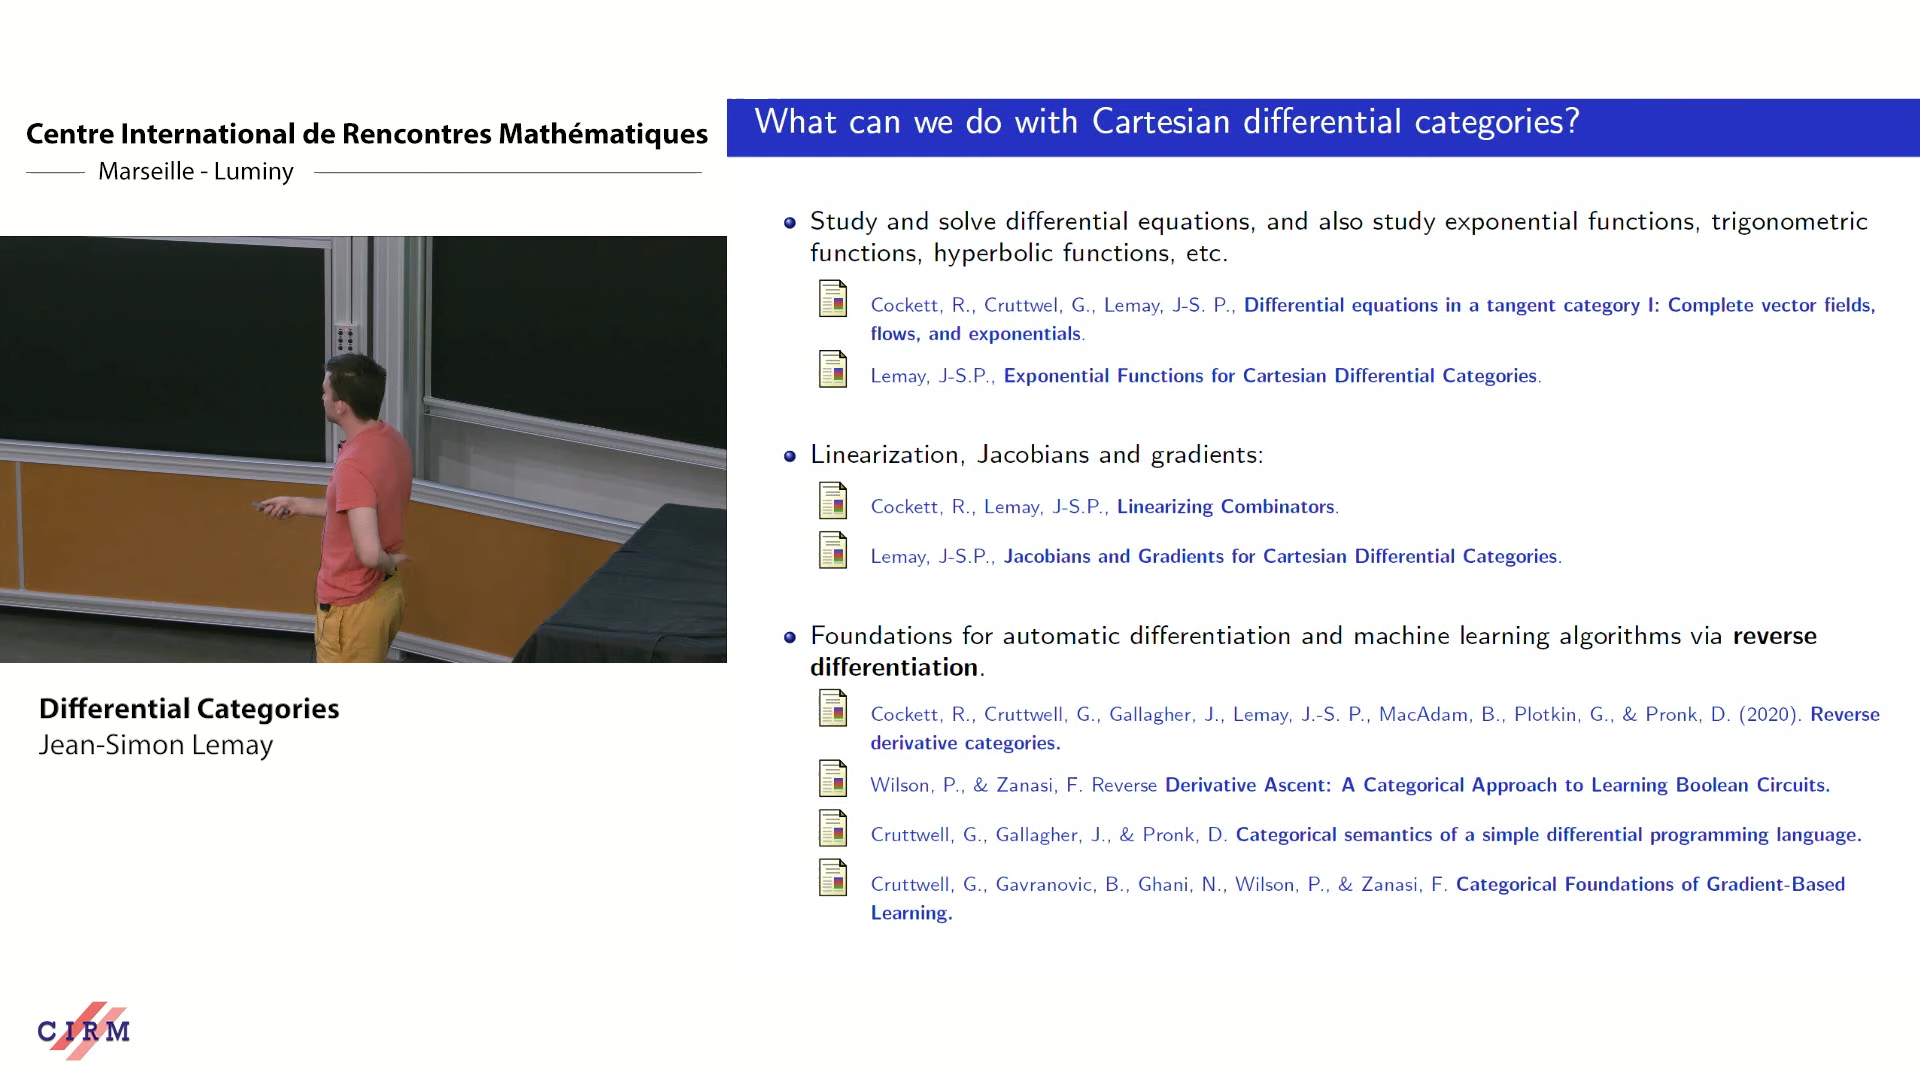 Centre International de Rencontres Mathématiques
Marseille - Luminy
What can we do with Cartesian differential categories?
Study and solve differential equations, and also study exponential functions, trigonometric
functions, hyperbolic functions, etc.
Cockett, R., Cruttwel, G., Lemay, J-S. P., Differential equations in a tangent category I: Complete vector fields,
flows, and exponentials.
Lemay, J-S.P., Exponential Functions for Cartesian Differential Categories.
Linearization, Jacobians and gradients:
Cockett, R., Lemay, J-S.P., Linearizing Combinators.
Lemay, J-S.P., Jacobians and Gradients for Cartesian Differential Categories.
Foundations for automatic differentiation and machine learning algorithms via reverse
differentiation.
Cockett, R., Cruttwell, G., Gallagher, J., Lemay, J.-S. P., MacAdam, B., Plotkin, G., & Pronk, D. (2020). Reverse
derivative categories.
Wilson, P., & Zanasi, F. Reverse Derivative Ascent: A Categorical Approach to Learning Boolean Circuits.
Cruttwell, G., Gallagher, J., & Pronk, D. Categorical semantics of a simple differential programming language.
Cruttwell, G., Gavranovic, B., Ghani, N., Wilson, P., & Zanasi, F. Categorical Foundations of Gradient-Based
Learning.
Differential Categories
Jean-Simon Lemay
CIRM